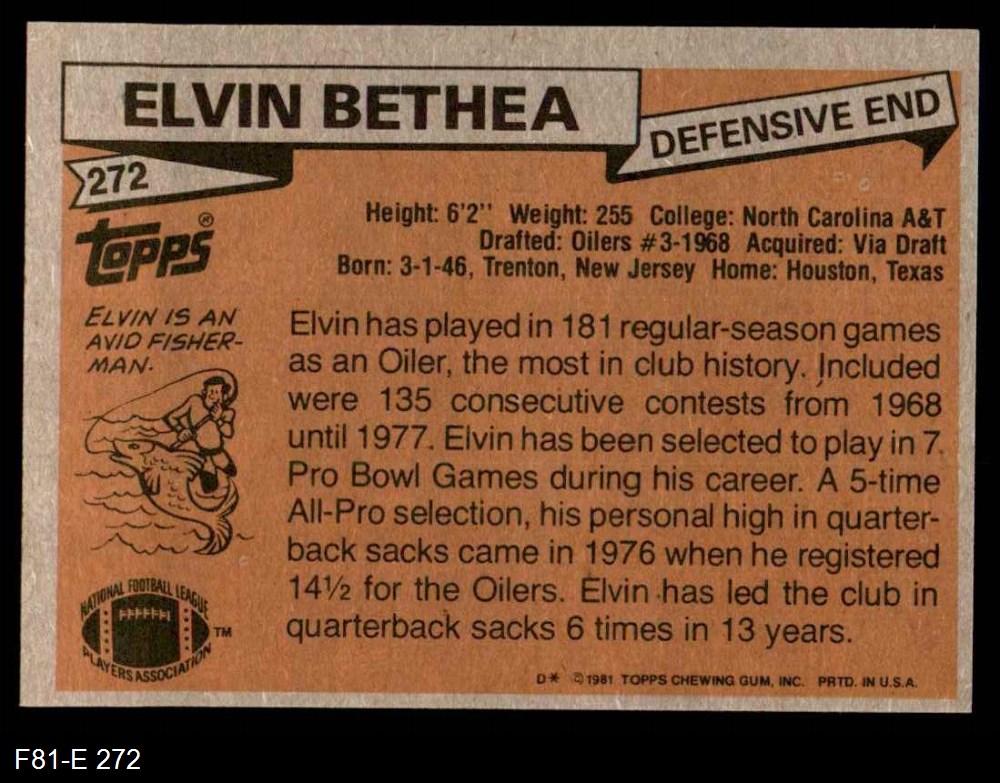 ELVIN BETHEA
DEFENSIVE END
272
TOPPS®
Height: 6'2" Weight: 255 College: North Carolina A&T
Drafted: Oilers #3-1968 Acquired: Via Draft
Born: 3-1-46, Trenton, New Jersey Home: Houston, Texas
ELVIN IS AN
AVID FISHER-
MAN.
Elvin has played in 181 regular-season games
as an Oiler, the most in club history. Included
were 135 consecutive contests from 1968
until 1977. Elvin has been selected to play in 7
Pro Bowl Games during his career. A 5-time
All-Pro selection, his personal high in quarter-
back sacks came in 1976 when he registered
14½ for the Oilers. Elvin has led the club in
quarterback sacks 6 times in 13 years.
NATIONAL FOOTBALL LEAGUE
PLAYERS ASSOCIATION
TM
D* © 1981 TOPPS CHEWING GUM, INC. PRTD. IN U.S.A.
F81-E 272